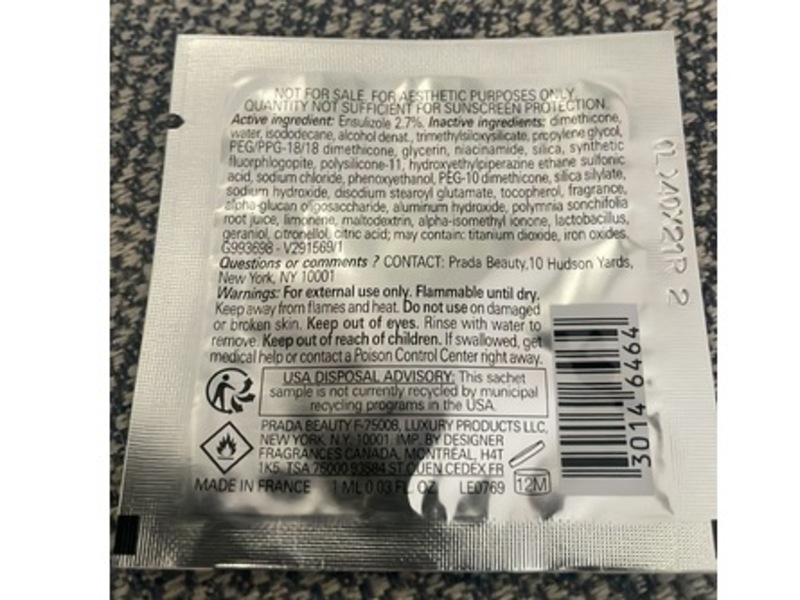 NOT FOR SALE. FOR AESTHETIC PURPOSES ONLY.
QUANTITY NOT SUFFICIENT FOR SUNSCREEN PROTECTION.
Active ingredient: Ensulizole 2.7%. Inactive ingredients: dimethicone,
water, isododecane, alcohol denat., trimethylsiloxysilicate, propylene glycol,
PEG/PPG-18/18 dimethicone, glycerin, niacinamide, silica, synthetic
fluorphlogopite, polysilicone-11, hydroxyethylpiperazine ethane sulfonic
acid, sodium chloride, phenoxyethanol, PEG-10 dimethicone, silica silylate,
sodium hydroxide, disodium stearoyl glutamate, tocopherol, fragrance,
alpha-glucan oligosaccharide, aluminum hydroxide, polymnia sonchifolia
root juice, limonene, maltodextrin, alpha-isomethyl ionone, lactobacillus,
geraniol, citronellol, citric acid; may contain: titanium dioxide, iron oxides.
G993698 - V291569/1
Questions or comments ? CONTACT: Prada Beauty,10 Hudson Yards,
New York, NY 10001
Warnings: For external use only. Flammable until dry.
Keep away from flames and heat. Do not use on damaged
or broken skin. Keep out of eyes. Rinse with water to
remove. Keep out of reach of children. If swallowed, get
medical help or contact a Poison Control Center right away.
USA DISPOSAL ADVISORY: This sachet
sample is not currently recycled by municipal
recycling programs in the USA.
PRADA BEAUTY F-75008, LUXURY PRODUCTS LLC,
NEW YORK, N.Y. 10001. IMP. BY DESIGNER
FRAGRANCES CANADA, MONTREAL, H4T
1K5. TSA 75000 93584 ST OUEN CEDEX FR
MADE IN FRANCE 1 ML 0.03 FL. OZ. LE0769 12M
3014 6464
(L)40X21P 2